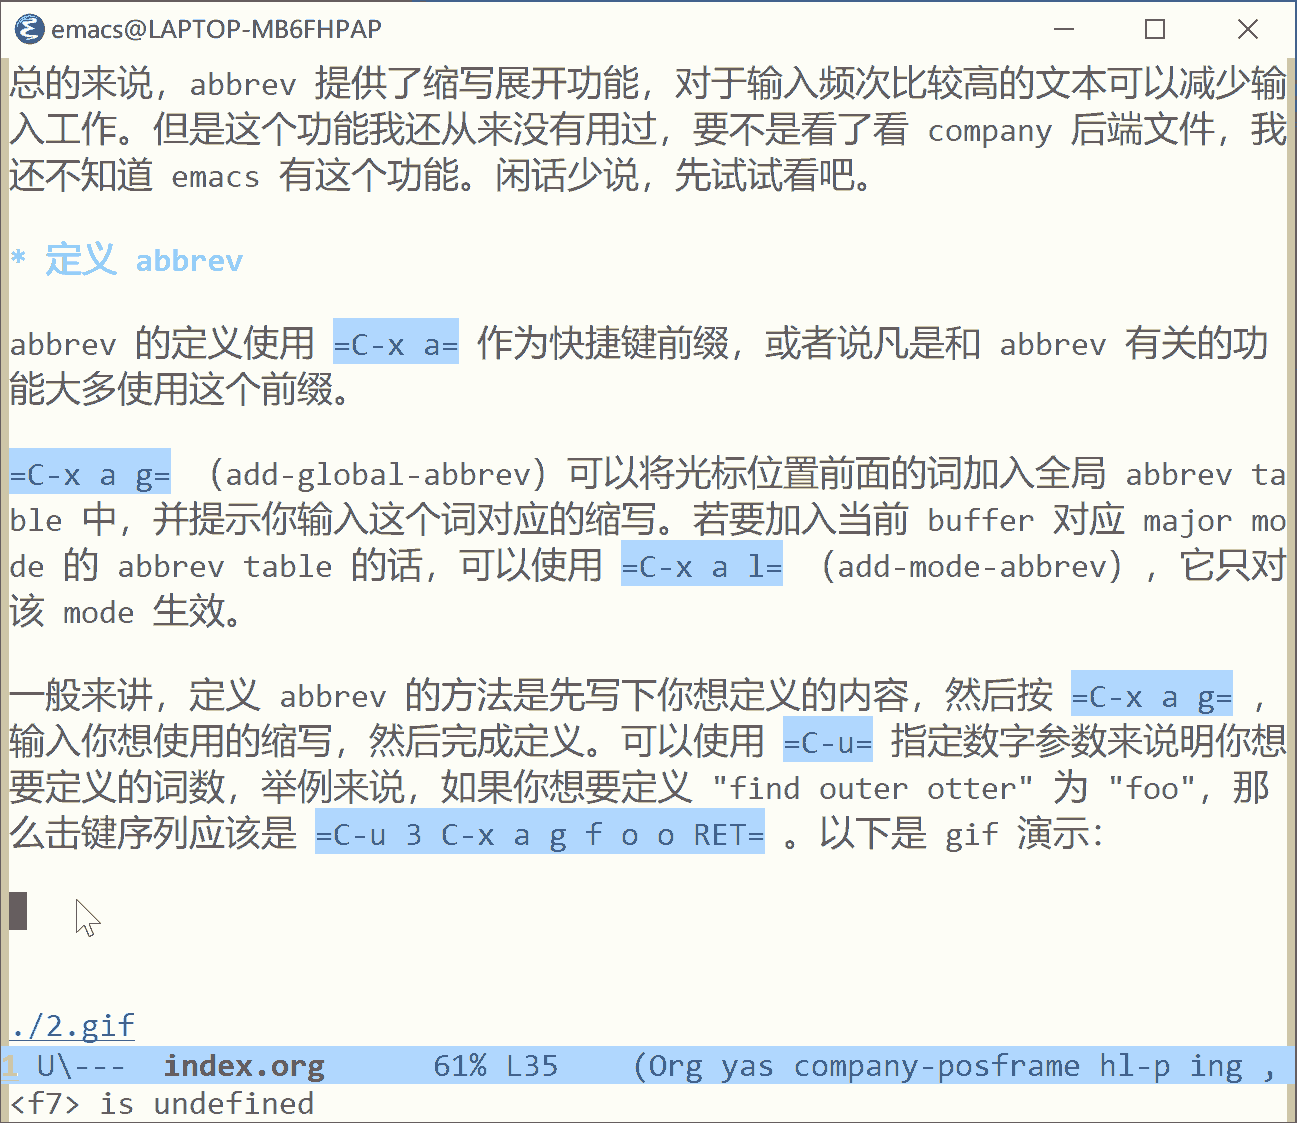 emacs@LAPTOP-MB6FHPAP
总的来说，abbrev 提供了缩写展开功能，对于输入频次比较高的文本可以减少输
入工作。但是这个功能我还从来没有用过，要不是看了看 company 后端文件，我
还不知道 emacs 有这个功能。闲话少说，先试试看吧。
* 定义 abbrev
abbrev 的定义使用 =C-x a= 作为快捷键前缀，或者说凡是和 abbrev 有关的功
能大多使用这个前缀。
=C-x a g= （add-global-abbrev）可以将光标位置前面的词加入全局 abbrev ta
ble 中，并提示你输入这个词对应的缩写。若要加入当前 buffer 对应 major mo
de 的 abbrev table 的话，可以使用 =C-x a l= （add-mode-abbrev）, 它只对
该 mode 生效。
一般来讲，定义 abbrev 的方法是先写下你想定义的内容，然后按 =C-x a g= ,
输入你想使用的缩写，然后完成定义。可以使用 =C-u= 指定数字参数来说明你想
要定义的词数，举例来说，如果你想要定义 "find outer otter" 为 "foo"，那
么击键序列应该是 =C-u 3 C-x a g f o o RET= 。以下是 gif 演示：
./2.gif
1 U\--- index.org 61% L35 (Org yas company-posframe hl-p ing ,
<f7> is undefined